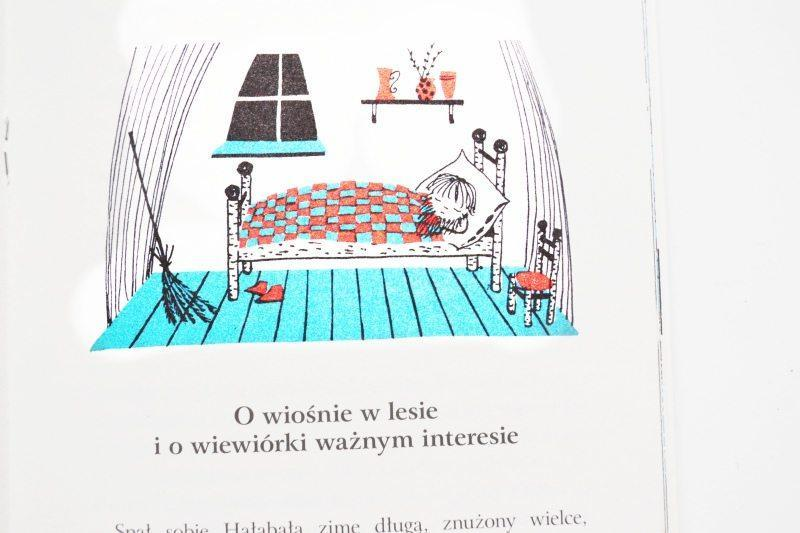 O wiośnie w lesie
i o wiewiórki ważnym interesie
Spał sobie Hałabała zimę długą, znużony wielce,